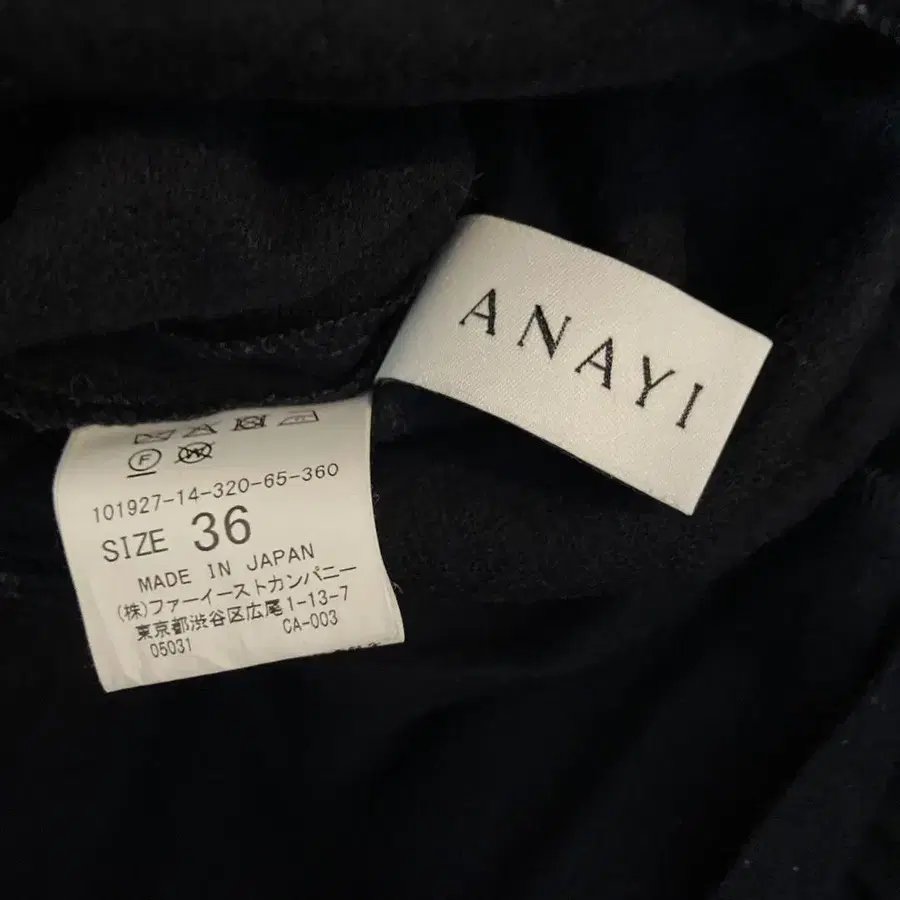 ANAYI
F W
101927-14-320-65-360
SIZE 36
MADE IN JAPAN
(株)ファーイーストカンパニー
東京都渋谷区広尾1-13-7
05031 CA-003